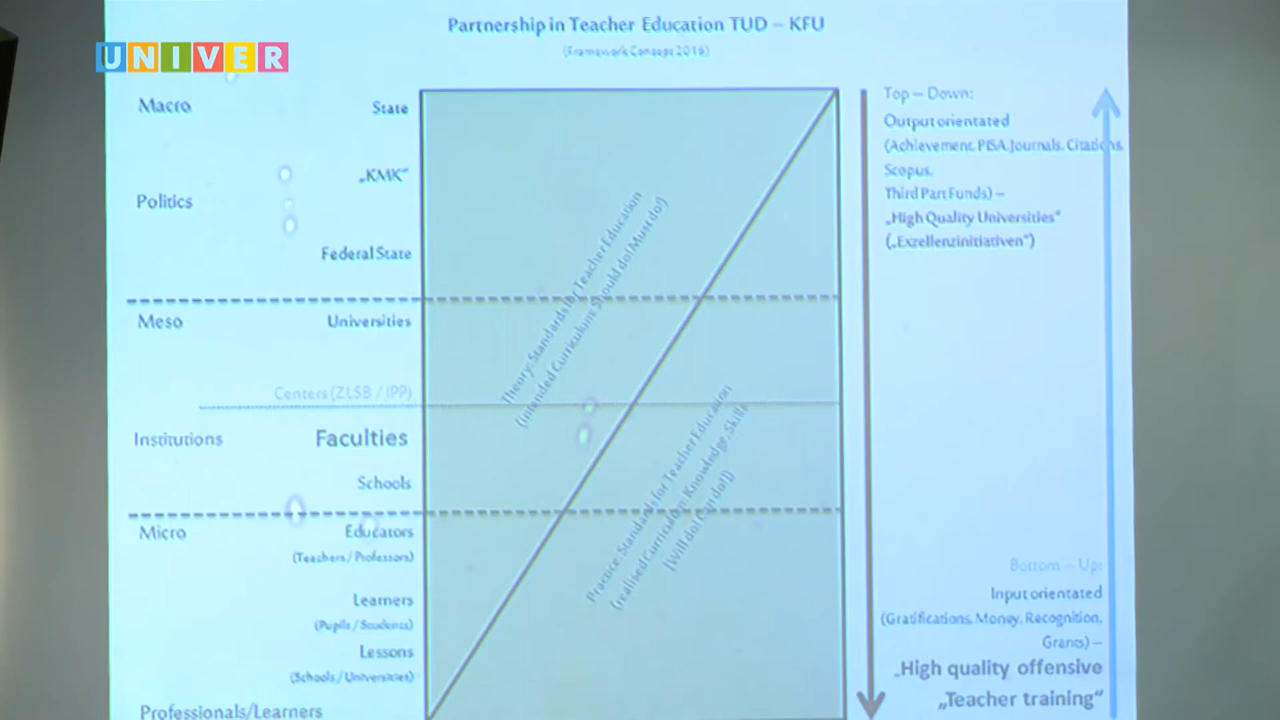 Partnership in Teacher Education TUD – KFU
(Framework Concept 2016)
UNIVER
Macro
State
„KMK“
Politics
Federal State
Meso
Universities
Centers (ZLSB / IPP)
Institutions
Faculties
Schools
Micro
Educators
(Teachers / Professors)
Learners
(Pupils / Students)
Lessons
(Schools / Universities)
Professionals/Learners
Theory: Standards for Teacher Education
(intended Curriculum: Should do! Must do!)
Practice: Standards for Teacher Education
(realised Curriculum: Knowledge, Skills
[Will do! Can do!])
Top – Down:
Output orientated
(Achievement, PISA, Journals, Citations,
Scopus,
Third Part Funds) –
„High Quality Universities“
(„Exzellenzinitiativen“)
Bottom – Up:
Input orientated
(Gratifications, Money, Recognition,
Grants) –
„High quality offensive
„Teacher training“